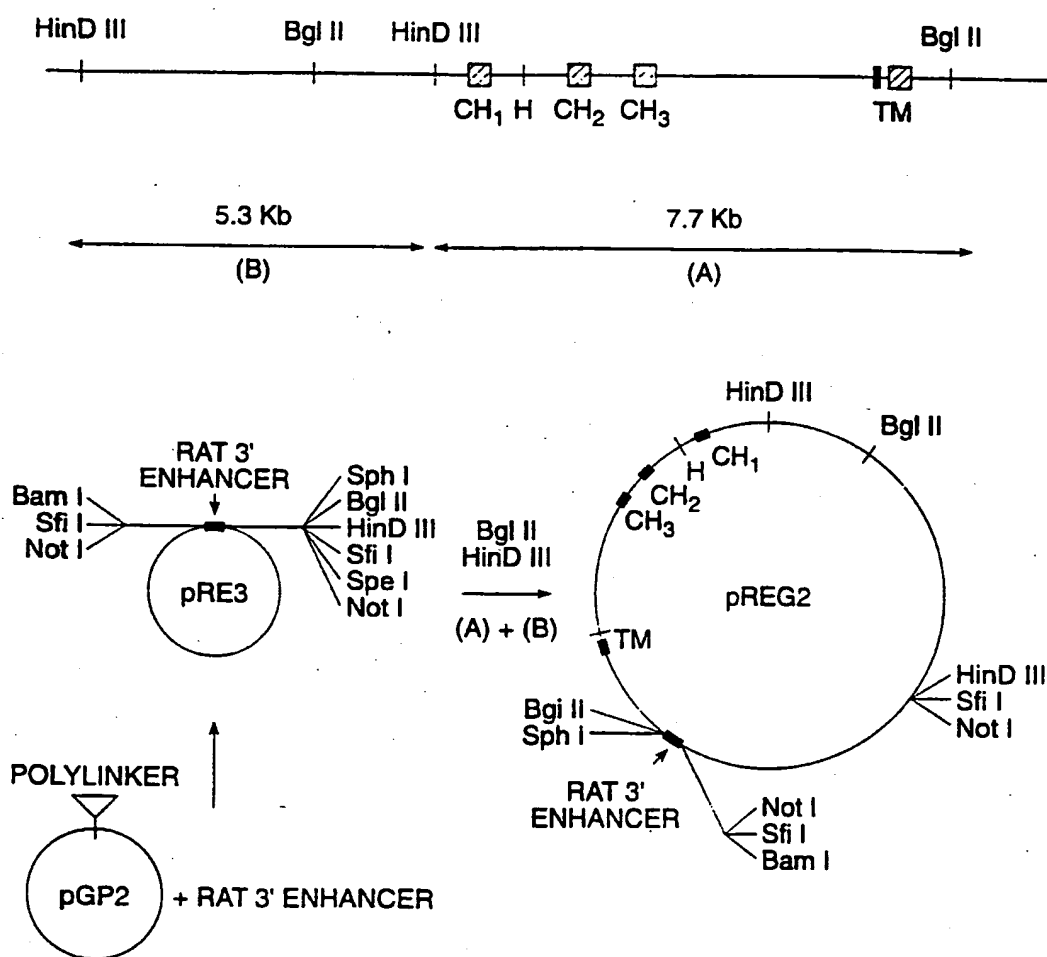 HinD III
Bgl II
HinD III
Bgl II
CH1
H
CH2
CH3
TM
5.3 Kb
7.7 Kb
(B)
(A)
RAT 3'
ENHANCER
Bam I
Sfi I
Not I
Sph I
Bgl II
HinD III
Sfi I
Spe I
Not I
pRE3
Bgl II
HinD III
(A) + (B)
HinD III
Bgl II
CH1
H
CH2
CH3
pREG2
TM
HinD III
Sfi I
Not I
Bgi II
Sph I
RAT 3'
ENHANCER
Not I
Sfi I
Bam I
POLYLINKER
pGP2
+ RAT 3' ENHANCER